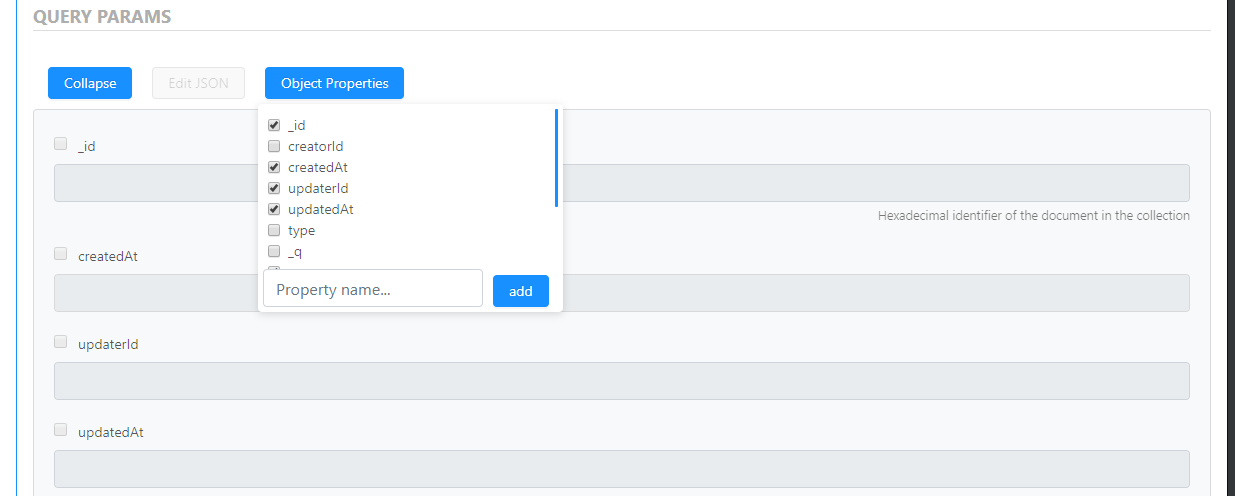 QUERY PARAMS
Collapse
Edit JSON
Object Properties
_id
creatorId
createdAt
updaterId
updatedAt
type
_q
Property name...
add
_id
Hexadecimal identifier of the document in the collection
createdAt
updaterId
updatedAt